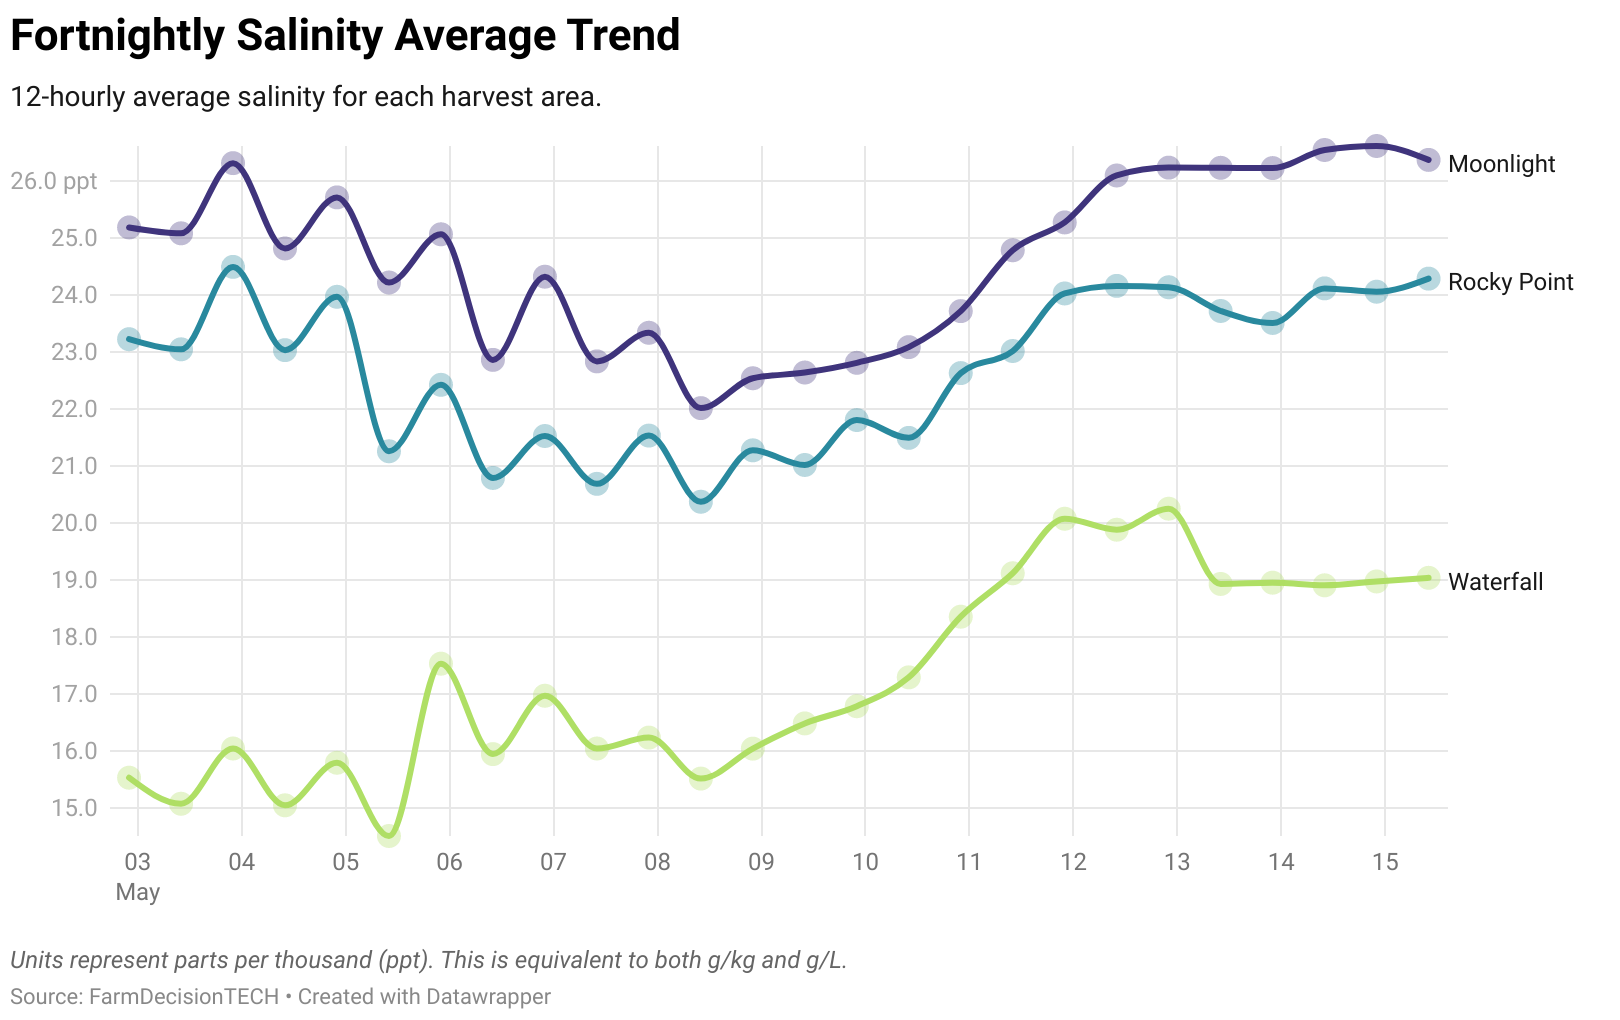 Fortnightly Salinity Average Trend
12-hourly average salinity for each harvest area.
26.0 ppt
25.0
24.0
23.0
22.0
21.0
20.0
19.0
18.0
17.0
16.0
15.0
Moonlight
Rocky Point
Waterfall
03 04 05 06 07 08 09 10 11 12 13 14 15
May
Units represent parts per thousand (ppt). This is equivalent to both g/kg and g/L.
Source: FarmDecisionTECH • Created with Datawrapper